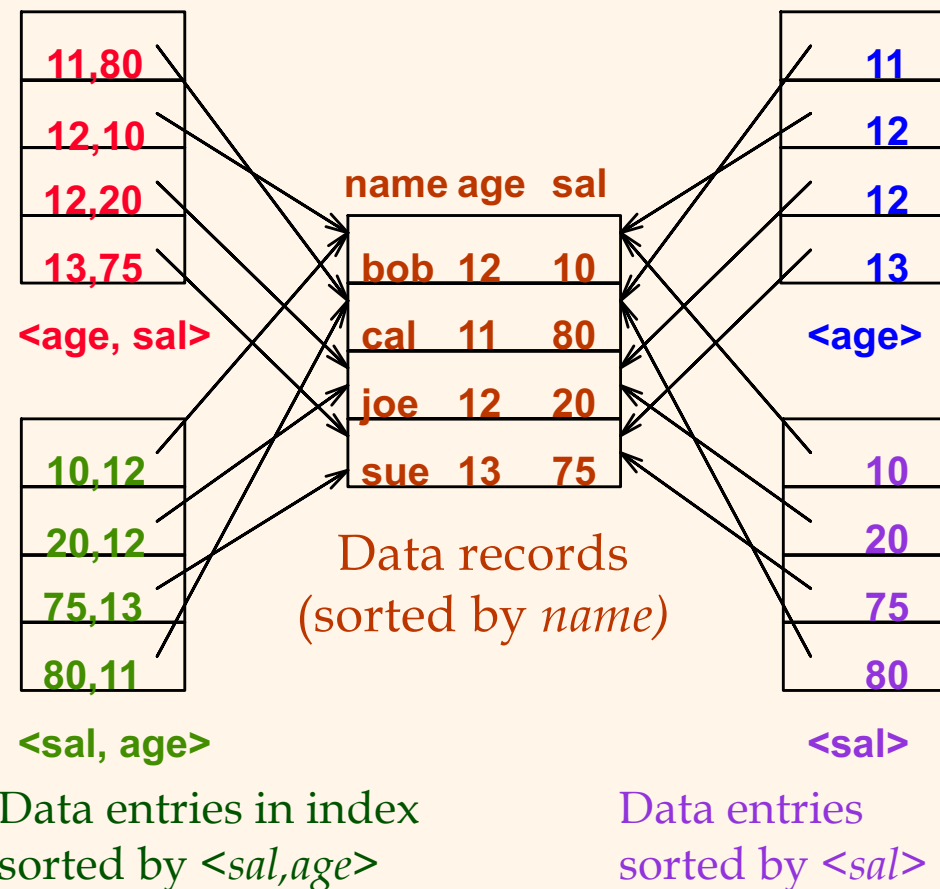 11,80
12,10
12,20
13,75
<age, sal>
10,12
20,12
75,13
80,11
<sal, age>
Data entries in index
sorted by <sal,age>
name age sal
bob 12 10
cal 11 80
joe 12 20
sue 13 75
Data records
(sorted by name)
11
12
12
13
<age>
10
20
75
80
<sal>
Data entries
sorted by <sal>